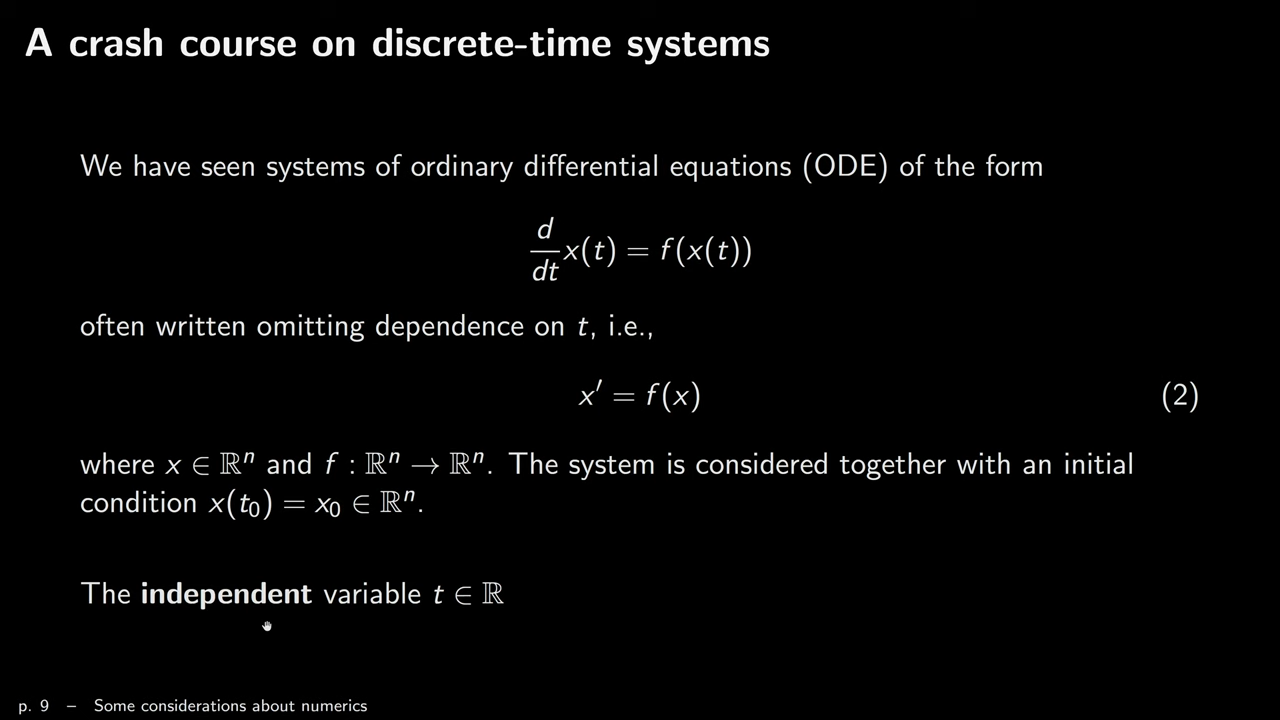 A crash course on discrete-time systems
We have seen systems of ordinary differential equations (ODE) of the form
d/dt x(t) = f(x(t))
often written omitting dependence on t, i.e.,
x′ = f(x) (2)
where x ∈ ℝⁿ and f : ℝⁿ → ℝⁿ. The system is considered together with an initial
condition x(t₀) = x₀ ∈ ℝⁿ.
The independent variable t ∈ ℝ
p. 9 – Some considerations about numerics